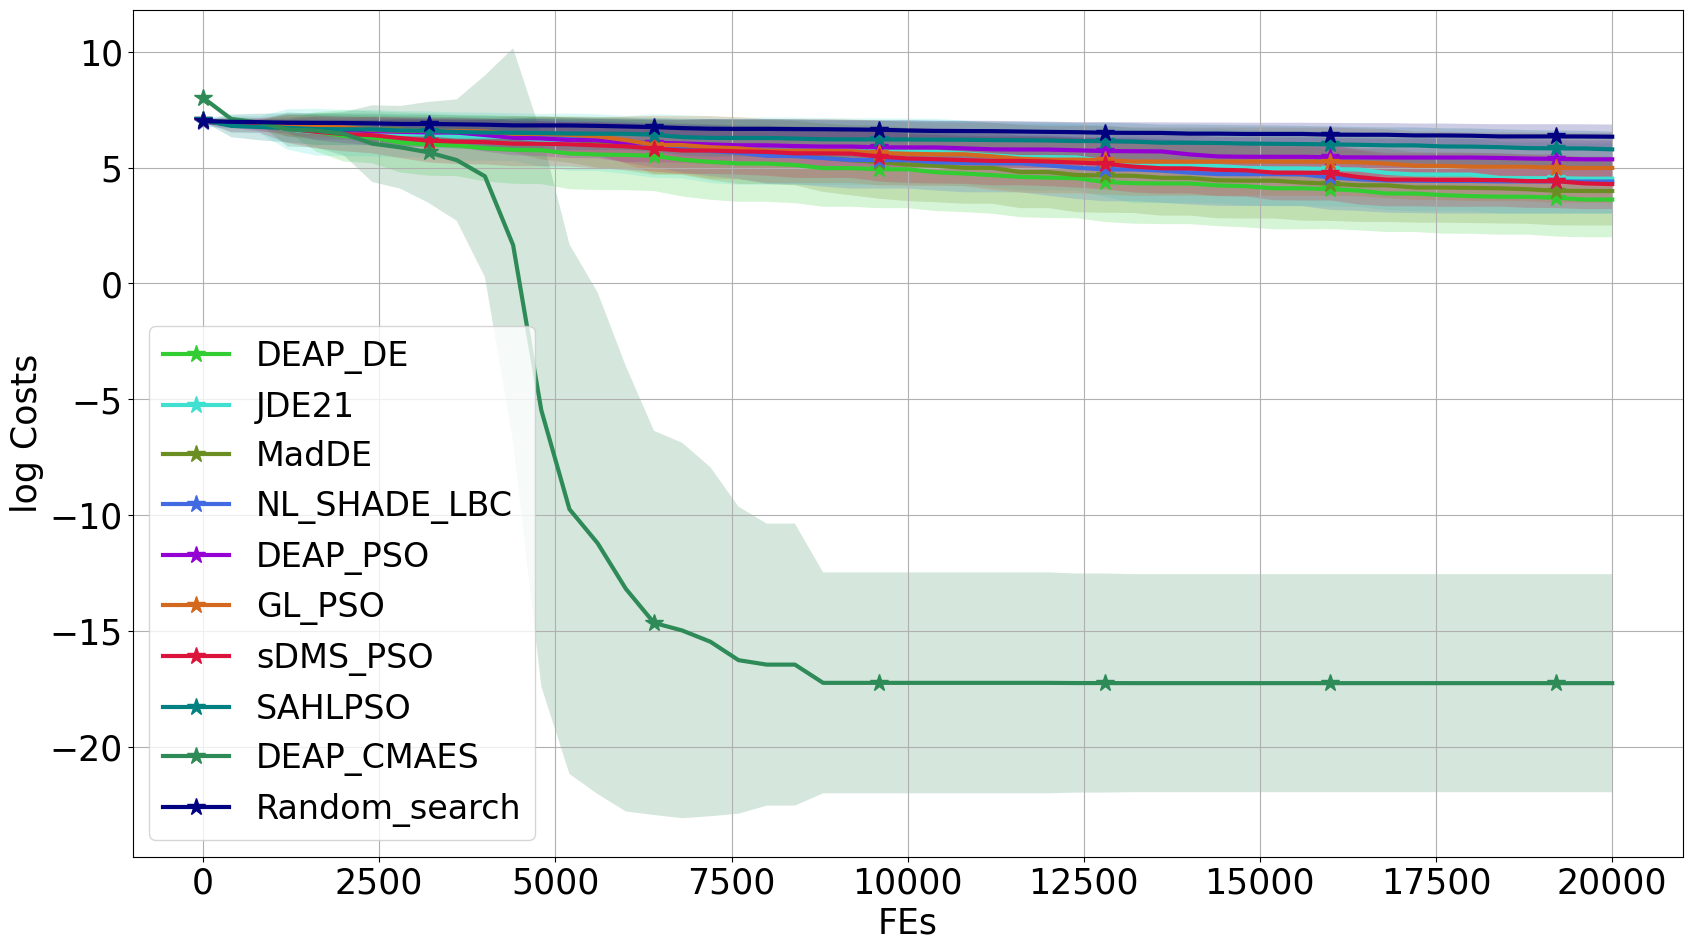 10
5
0
−5
−10
−15
−20
log Costs
DEAP_DE
JDE21
MadDE
NL_SHADE_LBC
DEAP_PSO
GL_PSO
sDMS_PSO
SAHLPSO
DEAP_CMAES
Random_search
0 2500 5000 7500 10000 12500 15000 17500 20000
FEs